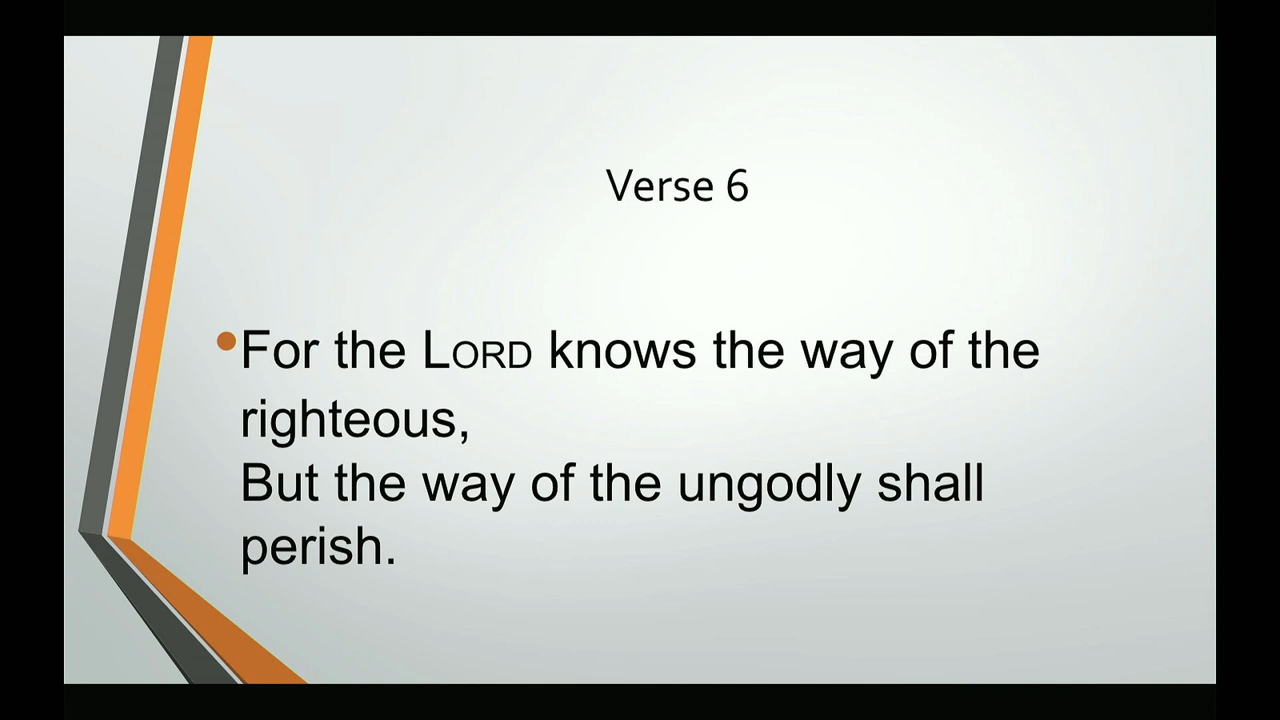 Verse 6
•For the LORD knows the way of the
righteous,
But the way of the ungodly shall
perish.